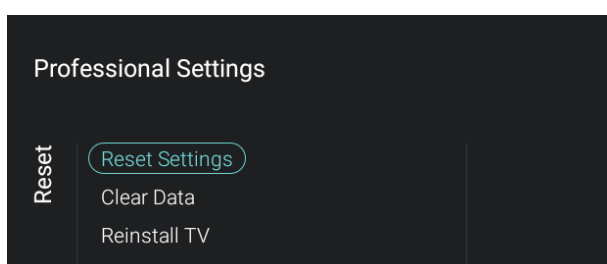 Professional Settings
Reset
Reset Settings
Clear Data
Reinstall TV